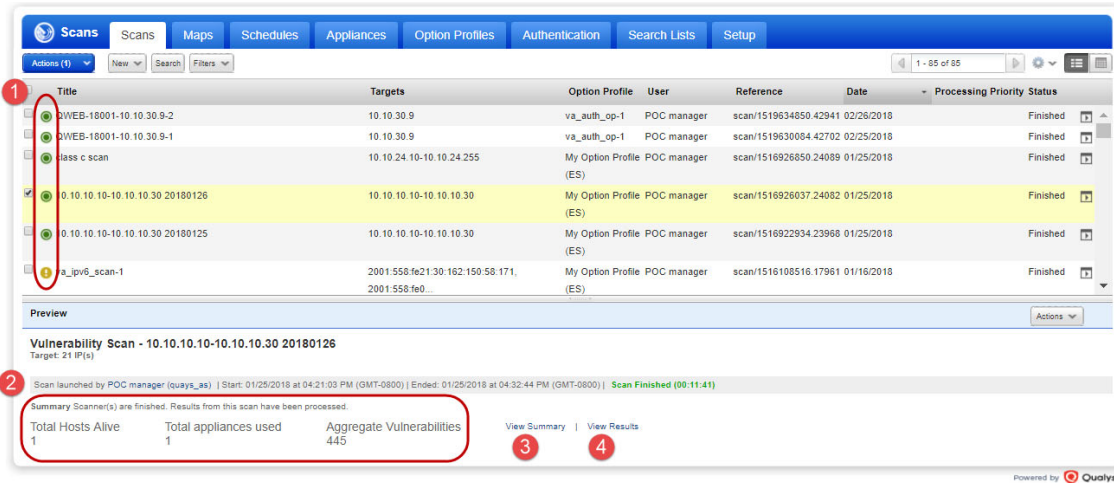 Scans Scans Maps Schedules Appliances Option Profiles Authentication Search Lists Setup
Actions (1) New Search Filters 1 - 85 of 85
1
Title Targets Option Profile User Reference Date Processing Priority Status
QWEB-18001-10.10.30.9-2 10.10.30.9 va_auth_op-1 POC manager scan/1519634850.42941 02/26/2018 Finished
QWEB-18001-10.10.30.9-1 10.10.30.9 va_auth_op-1 POC manager scan/1519630084.42702 02/25/2018 Finished
class c scan 10.10.24.10-10.10.24.255 My Option Profile POC manager scan/1516926850.24089 01/25/2018 Finished
(ES)
10.10.10.10-10.10.10.30 20180126 10.10.10.10-10.10.10.30 My Option Profile POC manager scan/1516926037.24082 01/25/2018 Finished
(ES)
10.10.10.10-10.10.10.30 20180125 10.10.10.10-10.10.10.30 My Option Profile POC manager scan/1516922934.23968 01/25/2018 Finished
(ES)
va_ipv6_scan-1 2001:558:fe21:30:162:150:58:171, My Option Profile POC manager scan/1516108516.17961 01/16/2018 Finished
2001:558:fe0... (ES)
Preview Actions
Vulnerability Scan - 10.10.10.10-10.10.10.30 20180126
Target: 21 IP(s)
2
Scan launched by POC manager (quays_as) | Start: 01/25/2018 at 04:21:03 PM (GMT-0800) | Ended: 01/25/2018 at 04:32:44 PM (GMT-0800) | Scan Finished (00:11:41)
Summary Scanner(s) are finished. Results from this scan have been processed.
Total Hosts Alive Total appliances used Aggregate Vulnerabilities View Summary | View Results
1 1 445 3 4
Powered by Qualys